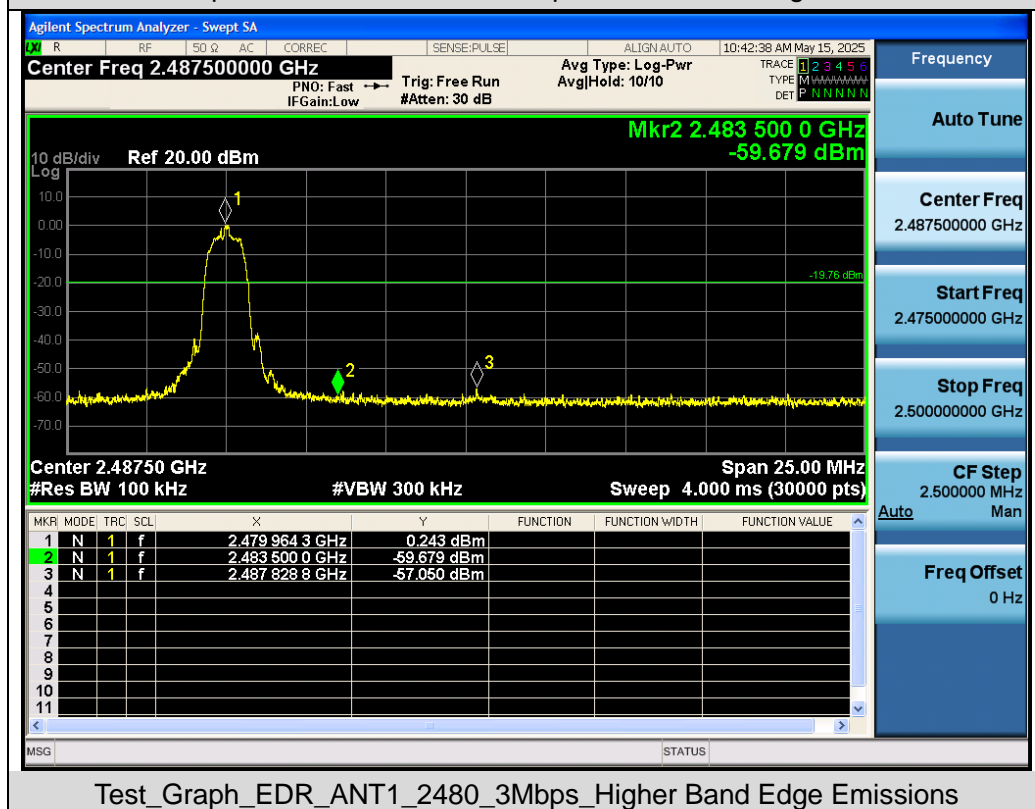 Agilent Spectrum Analyzer - Swept SA
LXI R RF 50 Ω AC CORREC SENSE:PULSE ALIGN AUTO 10:42:38 AM May 15, 2025
Center Freq 2.487500000 GHz
PNO: Fast
IFGain:Low
Trig: Free Run
#Atten: 30 dB
Avg Type: Log-Pwr
Avg|Hold: 10/10
TRACE 1 2 3 4 5 6
TYPE M WWWWW
DET P N N N N N
Mkr2 2.483 500 0 GHz
-59.679 dBm
10 dB/div Ref 20.00 dBm
Log
10.0
0.00
-10.0
-20.0
-30.0
-40.0
-50.0
-60.0
-70.0
1
2
3
-19.76 dBm
Center 2.48750 GHz
Span 25.00 MHz
#Res BW 100 kHz
#VBW 300 kHz
Sweep 4.000 ms (30000 pts)
MKR MODE TRC SCL X Y FUNCTION FUNCTION WIDTH FUNCTION VALUE
1 N 1 f 2.479 964 3 GHz 0.243 dBm
2 N 1 f 2.483 500 0 GHz -59.679 dBm
3 N 1 f 2.487 828 8 GHz -57.050 dBm
4
5
6
7
8
9
10
11
MSG
STATUS
Frequency
Auto Tune
Center Freq
2.487500000 GHz
Start Freq
2.475000000 GHz
Stop Freq
2.500000000 GHz
CF Step
2.500000 MHz
Auto Man
Freq Offset
0 Hz
Test_Graph_EDR_ANT1_2480_3Mbps_Higher Band Edge Emissions